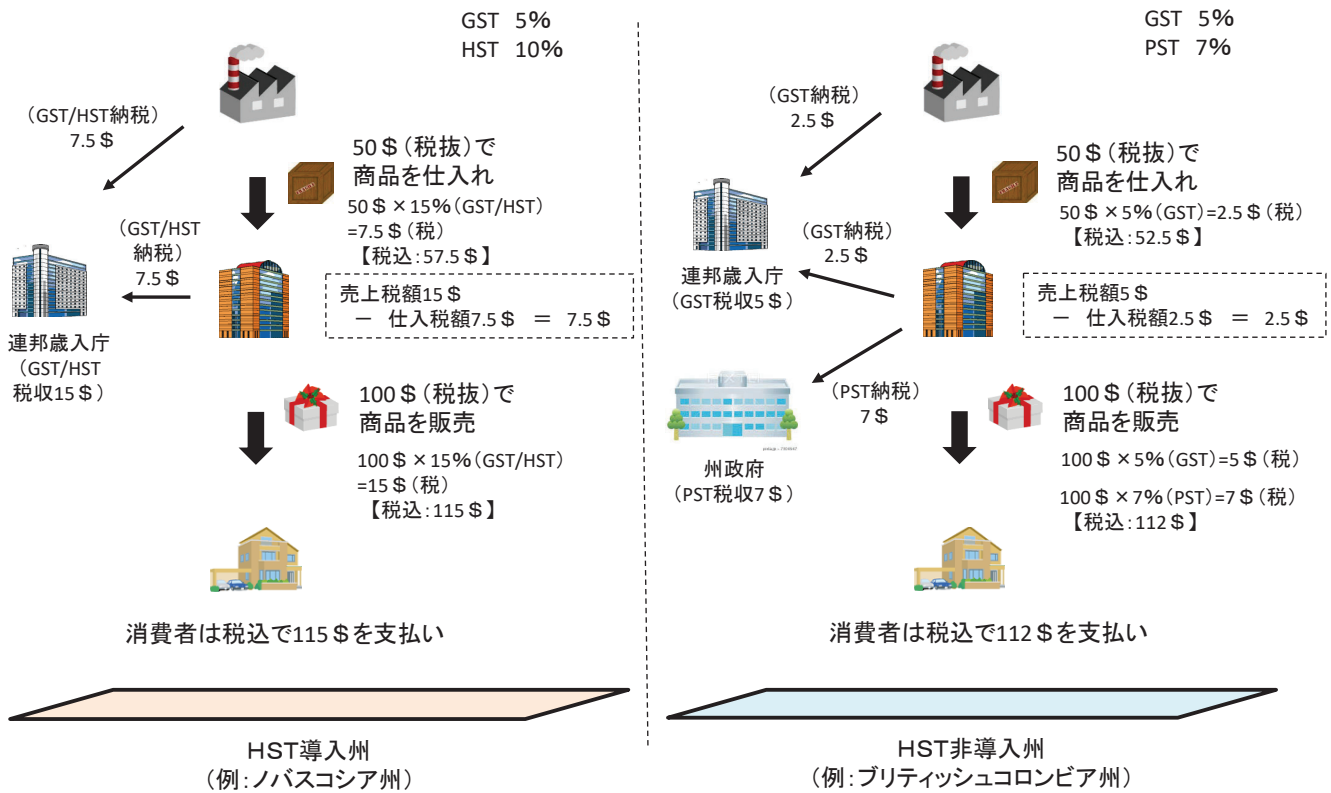 GST 5%
HST 10%
(GST/HST納税)
7.5$
50$(税抜)で
商品を仕入れ
50$×15%(GST/HST)
=7.5$(税)
【税込:57.5$】
(GST/HST
納税)
7.5$
売上税額15$
－ 仕入税額7.5$ = 7.5$
連邦歳入庁
(GST/HST
税収15$)
100$(税抜)で
商品を販売
100$×15%(GST/HST)
=15$(税)
【税込:115$】
消費者は税込で115$を支払い
HST導入州
(例:ノバスコシア州)
GST 5%
PST 7%
(GST納税)
2.5$
50$(税抜)で
商品を仕入れ
50$×5%(GST)=2.5$(税)
【税込:52.5$】
(GST納税)
2.5$
連邦歳入庁
(GST税収5$)
売上税額5$
－ 仕入税額2.5$ = 2.5$
(PST納税)
7$
州政府
(PST税収7$)
100$(税抜)で
商品を販売
100$×5%(GST)=5$(税)
100$×7%(PST)=7$(税)
【税込:112$】
消費者は税込で112$を支払い
HST非導入州
(例:ブリティッシュコロンビア州)